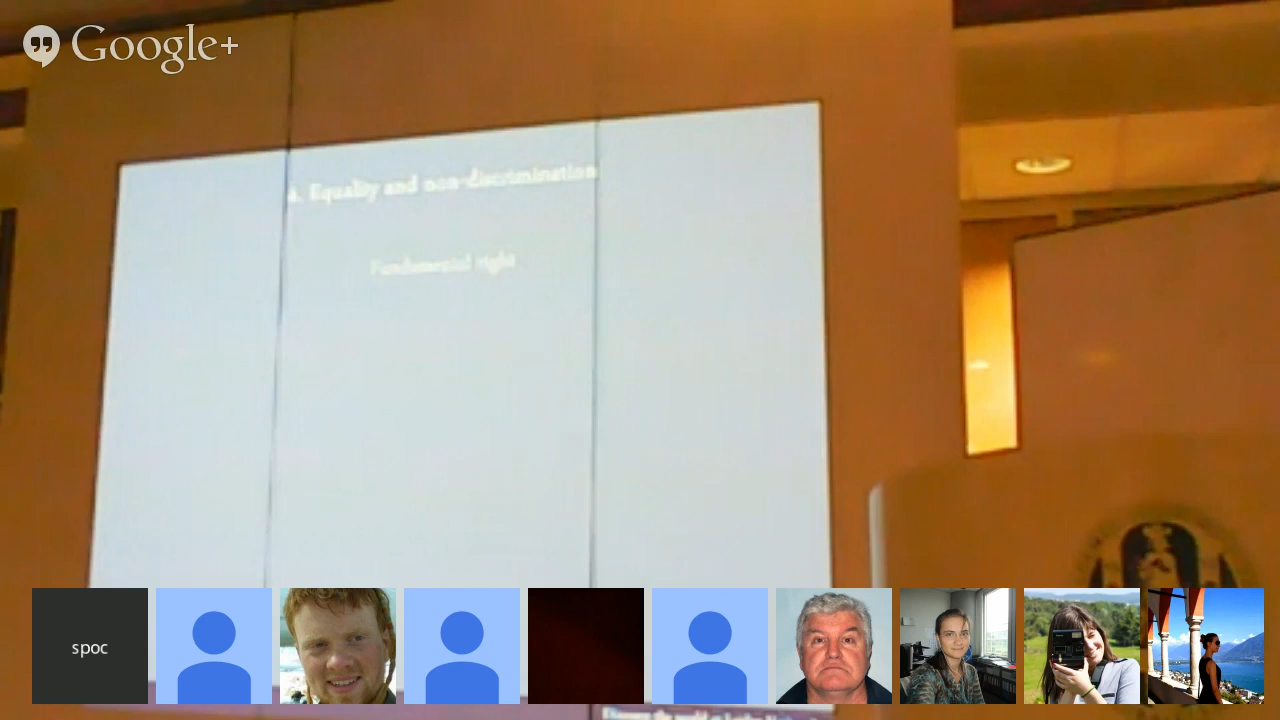 Google+
4. Equality and non-discrimination
Fundamental right
spoc